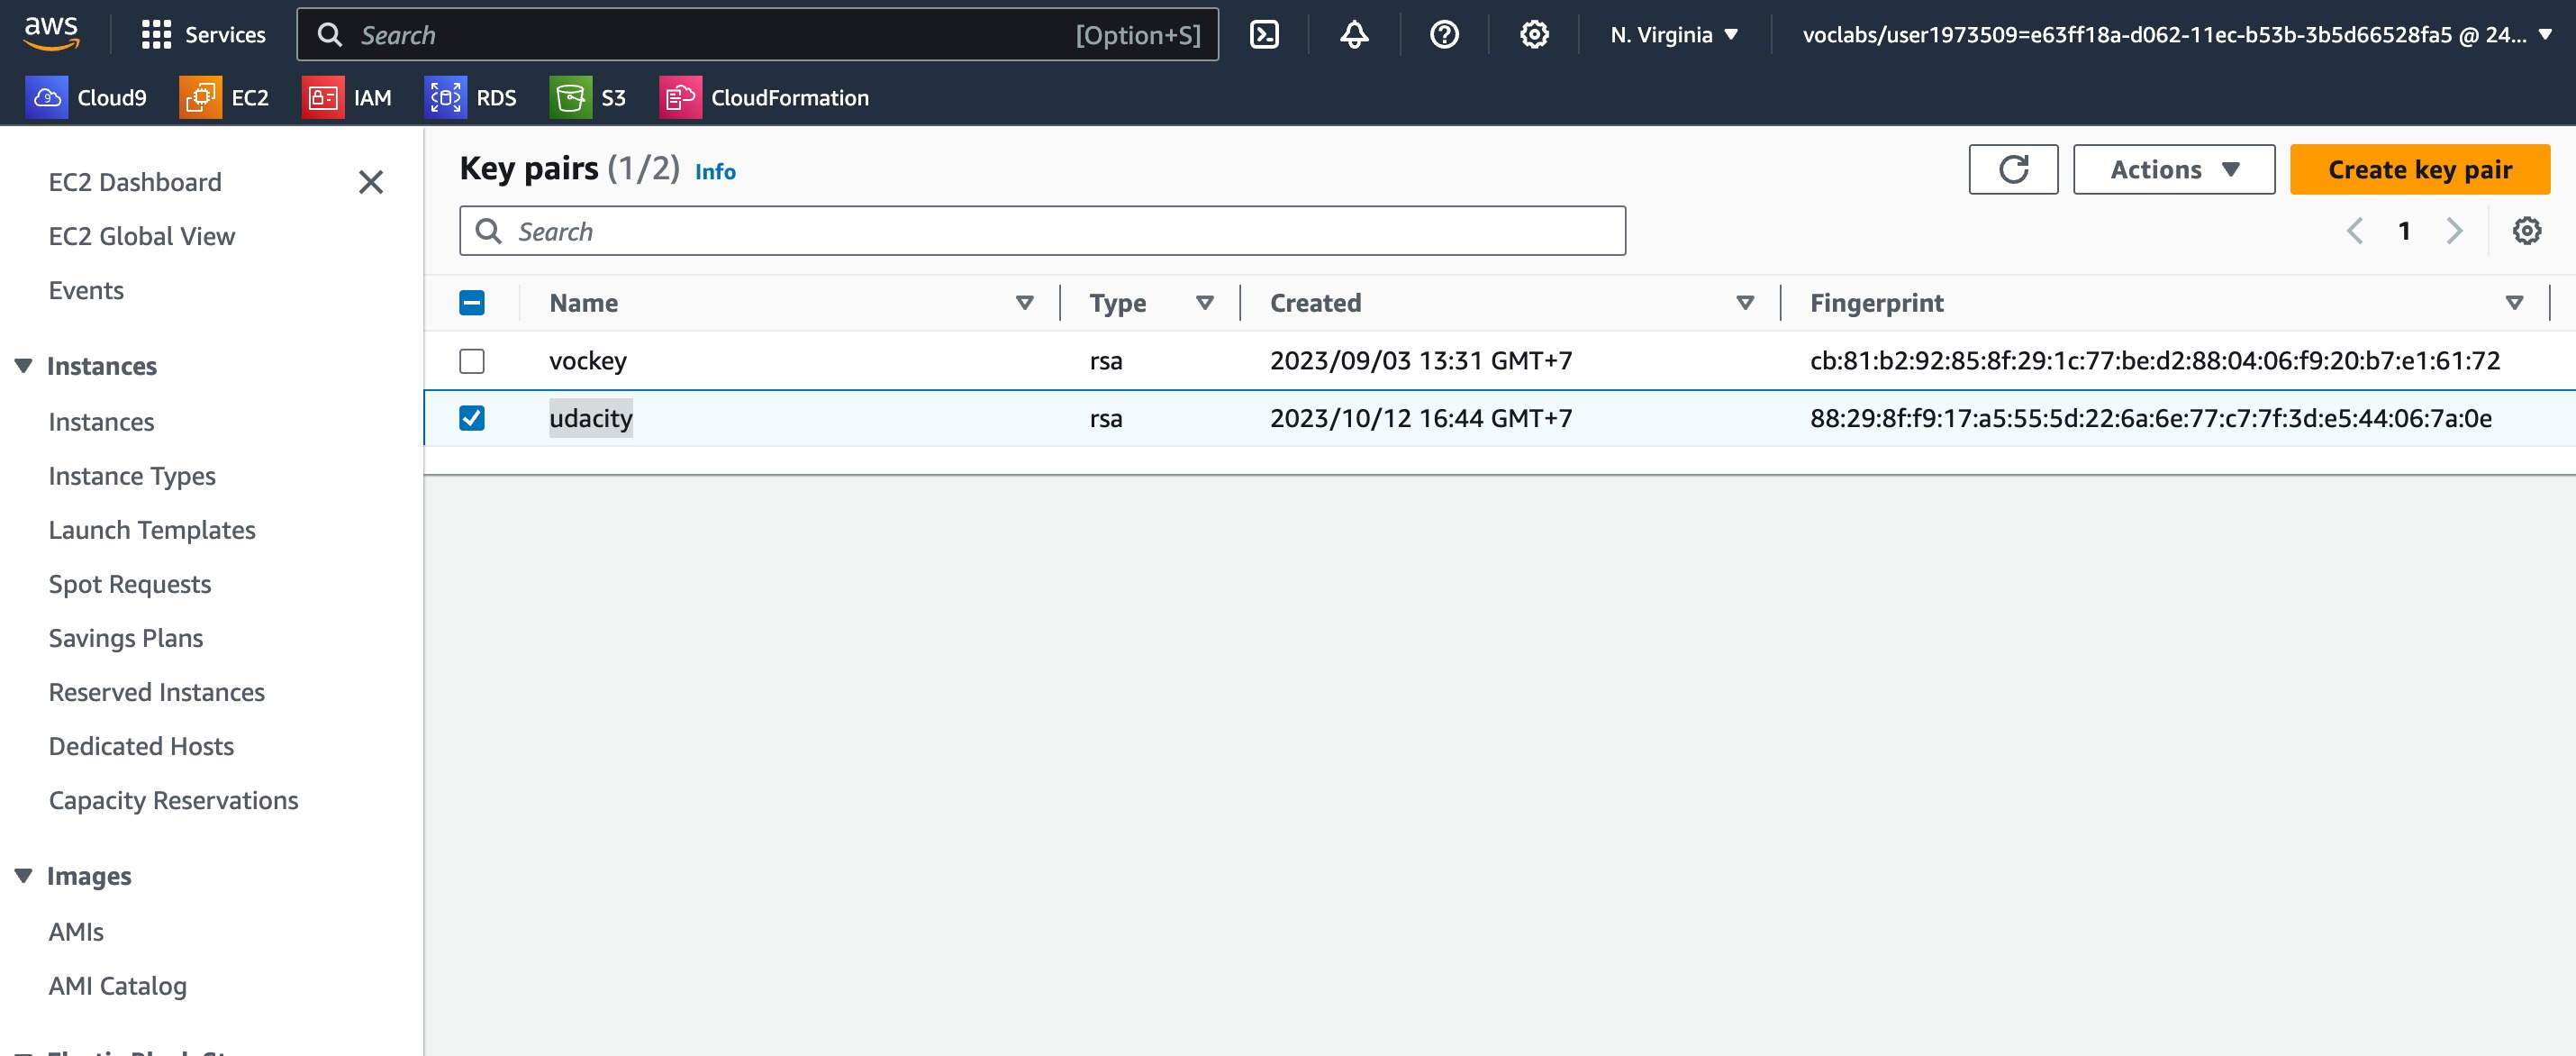 aws Services Search [Option+S] N. Virginia voclabs/user1973509=e63ff18a-d062-11ec-b53b-3b5d66528fa5 @ 24...
Cloud9 EC2 IAM RDS S3 CloudFormation
EC2 Dashboard
EC2 Global View
Events
Instances
Instances
Instance Types
Launch Templates
Spot Requests
Savings Plans
Reserved Instances
Dedicated Hosts
Capacity Reservations
Images
AMIs
AMI Catalog
Key pairs (1/2) Info Actions Create key pair
Search 1
Name Type Created Fingerprint
vockey rsa 2023/09/03 13:31 GMT+7 cb:81:b2:92:85:8f:29:1c:77:be:d2:88:04:06:f9:20:b7:e1:61:72
udacity rsa 2023/10/12 16:44 GMT+7 88:29:8f:f9:17:a5:55:5d:22:6a:6e:77:c7:7f:3d:e5:44:06:7a:0e